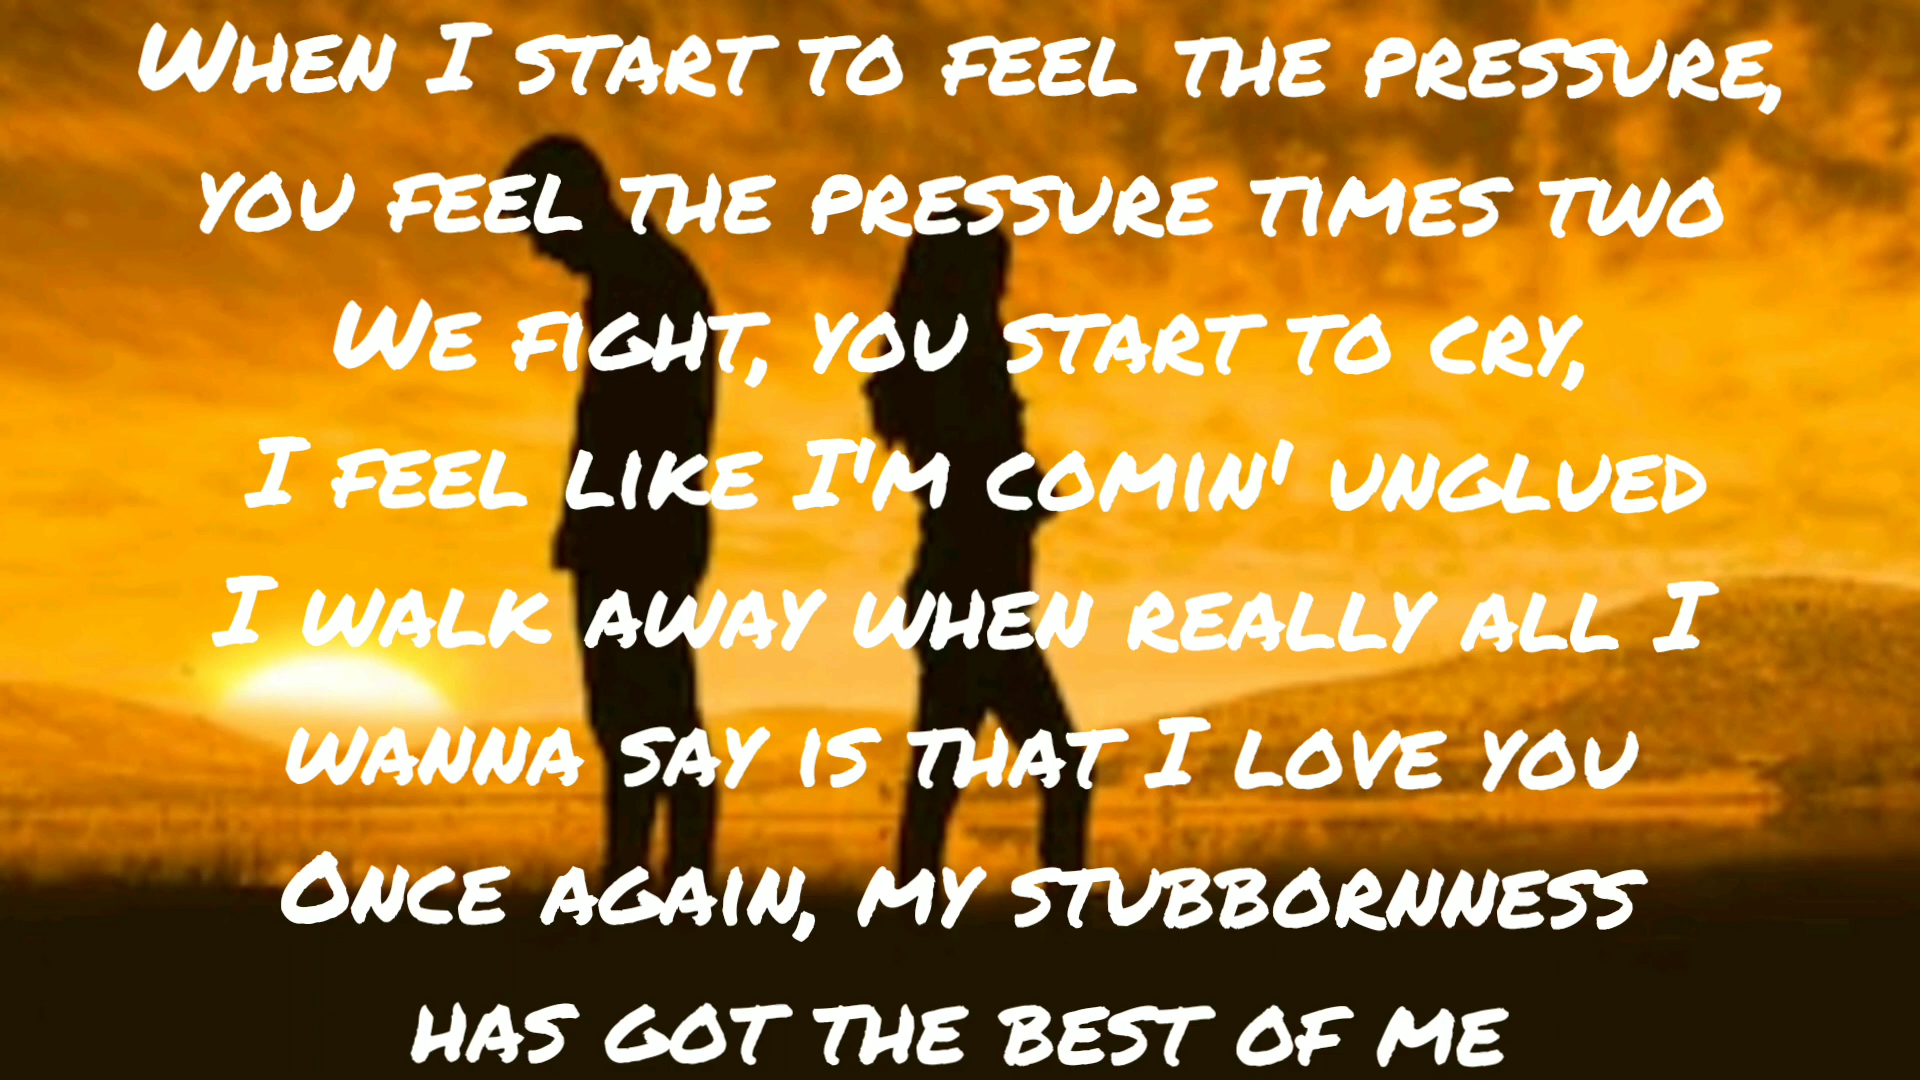 When I start to feel the pressure,
you feel the pressure times two
We fight, you start to cry,
I feel like I'm comin' unglued
I walk away when really all I
wanna say is that I love you
Once again, my stubbornness
has got the best of me